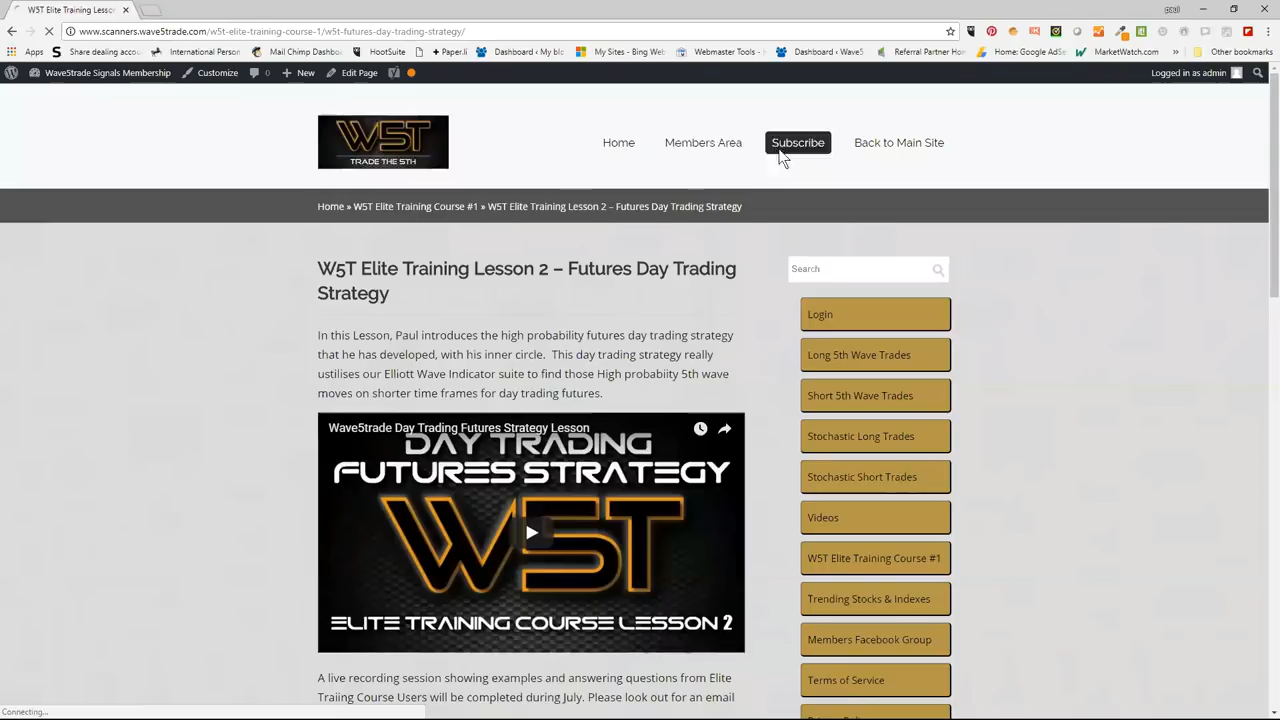 W5T Elite Training Lesson 2 -
gcall
www.scanners.wave5trade.com/w5t-elite-training-course-1/w5t-futures-day-trading-strategy/
Apps Share dealing accou International Person Mail Chimp Dashbo HootSuite + Paper.li Dashboard ‹ My blo My Sites - Bing Web Webmaster Tools - Dashboard ‹ Wave5 Referral Partner Hom Home: Google AdSe MarketWatch.com Other bookmarks
Wave5trade Signals Membership Customize 0 New Edit Page Logged in as admin
W5T
TRADE THE 5TH
Home Members Area Subscribe Back to Main Site
Home » W5T Elite Training Course #1 » W5T Elite Training Lesson 2 – Futures Day Trading Strategy
W5T Elite Training Lesson 2 – Futures Day Trading
Strategy
In this Lesson, Paul introduces the high probability futures day trading strategy
that he has developed, with his inner circle. This day trading strategy really
ustilises our Elliott Wave Indicator suite to find those High probabiity 5th wave
moves on shorter time frames for day trading futures.
Wave5trade Day Trading Futures Strategy Lesson
DAY TRADING
FUTURES STRATEGY
W5T
ELITE TRAINING COURSE LESSON 2
A live recording session showing examples and answering questions from Elite
Traiing Course Users will be completed during July. Please look out for an email
Search
Login
Long 5th Wave Trades
Short 5th Wave Trades
Stochastic Long Trades
Stochastic Short Trades
Videos
W5T Elite Training Course #1
Trending Stocks & Indexes
Members Facebook Group
Terms of Service
Connecting...